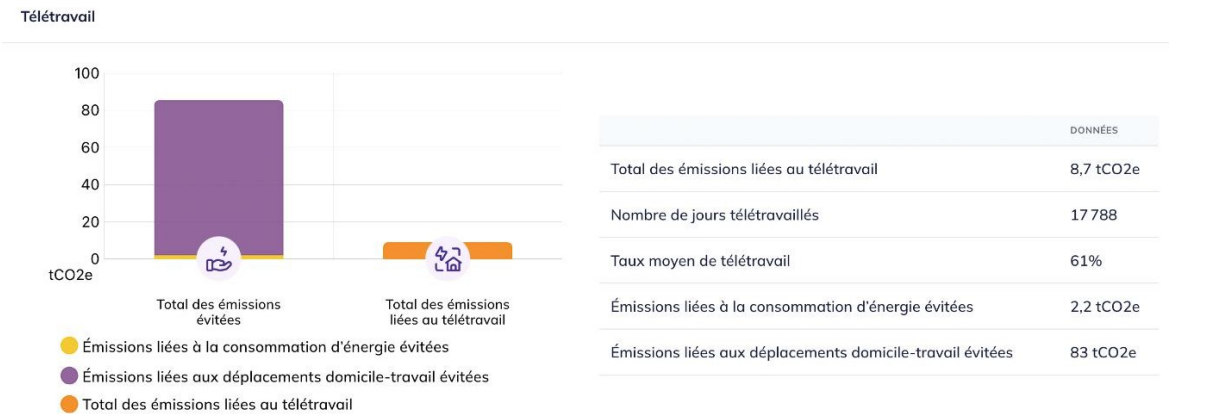 Télétravail
100
80
60
40
20
0
tCO2e
Total des émissions
évitées
Total des émissions
liées au télétravail
Émissions liées à la consommation d'énergie évitées
Émissions liées aux déplacements domicile-travail évitées
Total des émissions liées au télétravail
DONNÉES
Total des émissions liées au télétravail 8,7 tCO2e
Nombre de jours télétravaillés 17 788
Taux moyen de télétravail 61%
Émissions liées à la consommation d'énergie évitées 2,2 tCO2e
Émissions liées aux déplacements domicile-travail évitées 83 tCO2e